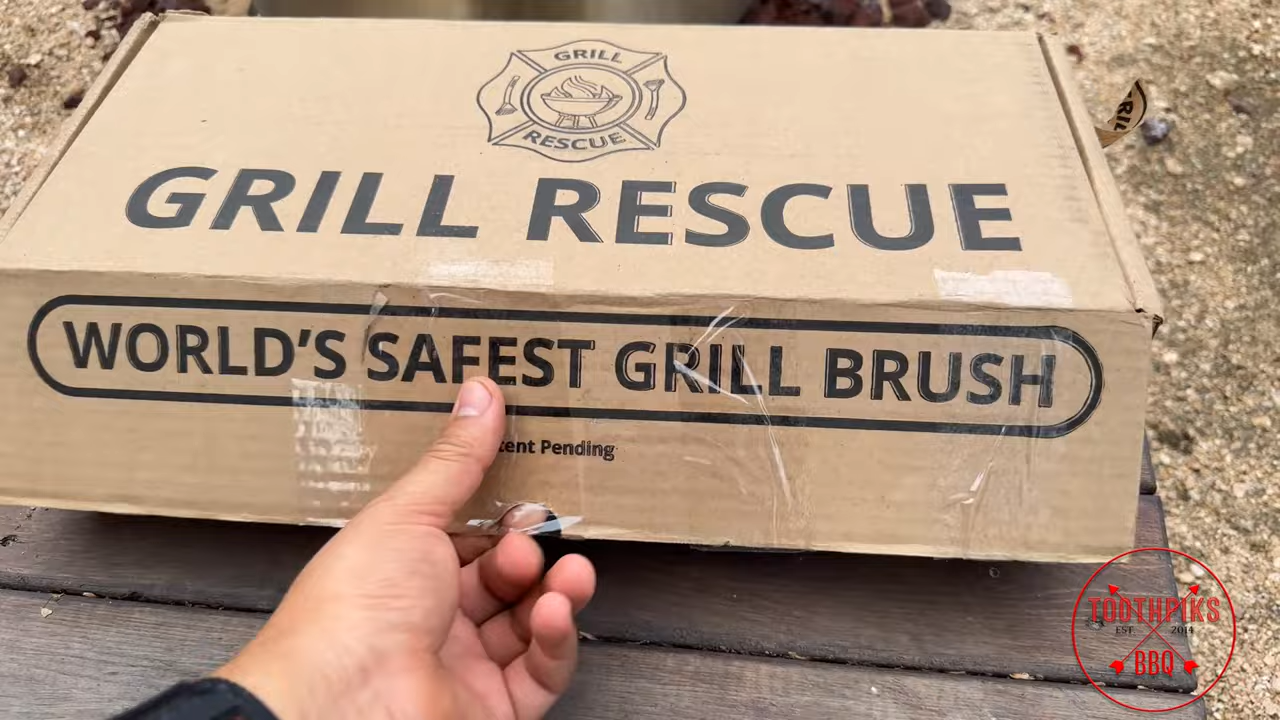 GRILL
RESCUE
GRILL RESCUE
WORLD'S SAFEST GRILL BRUSH
tent Pending
TOOTHPIKS
EST. 2014
BBQ